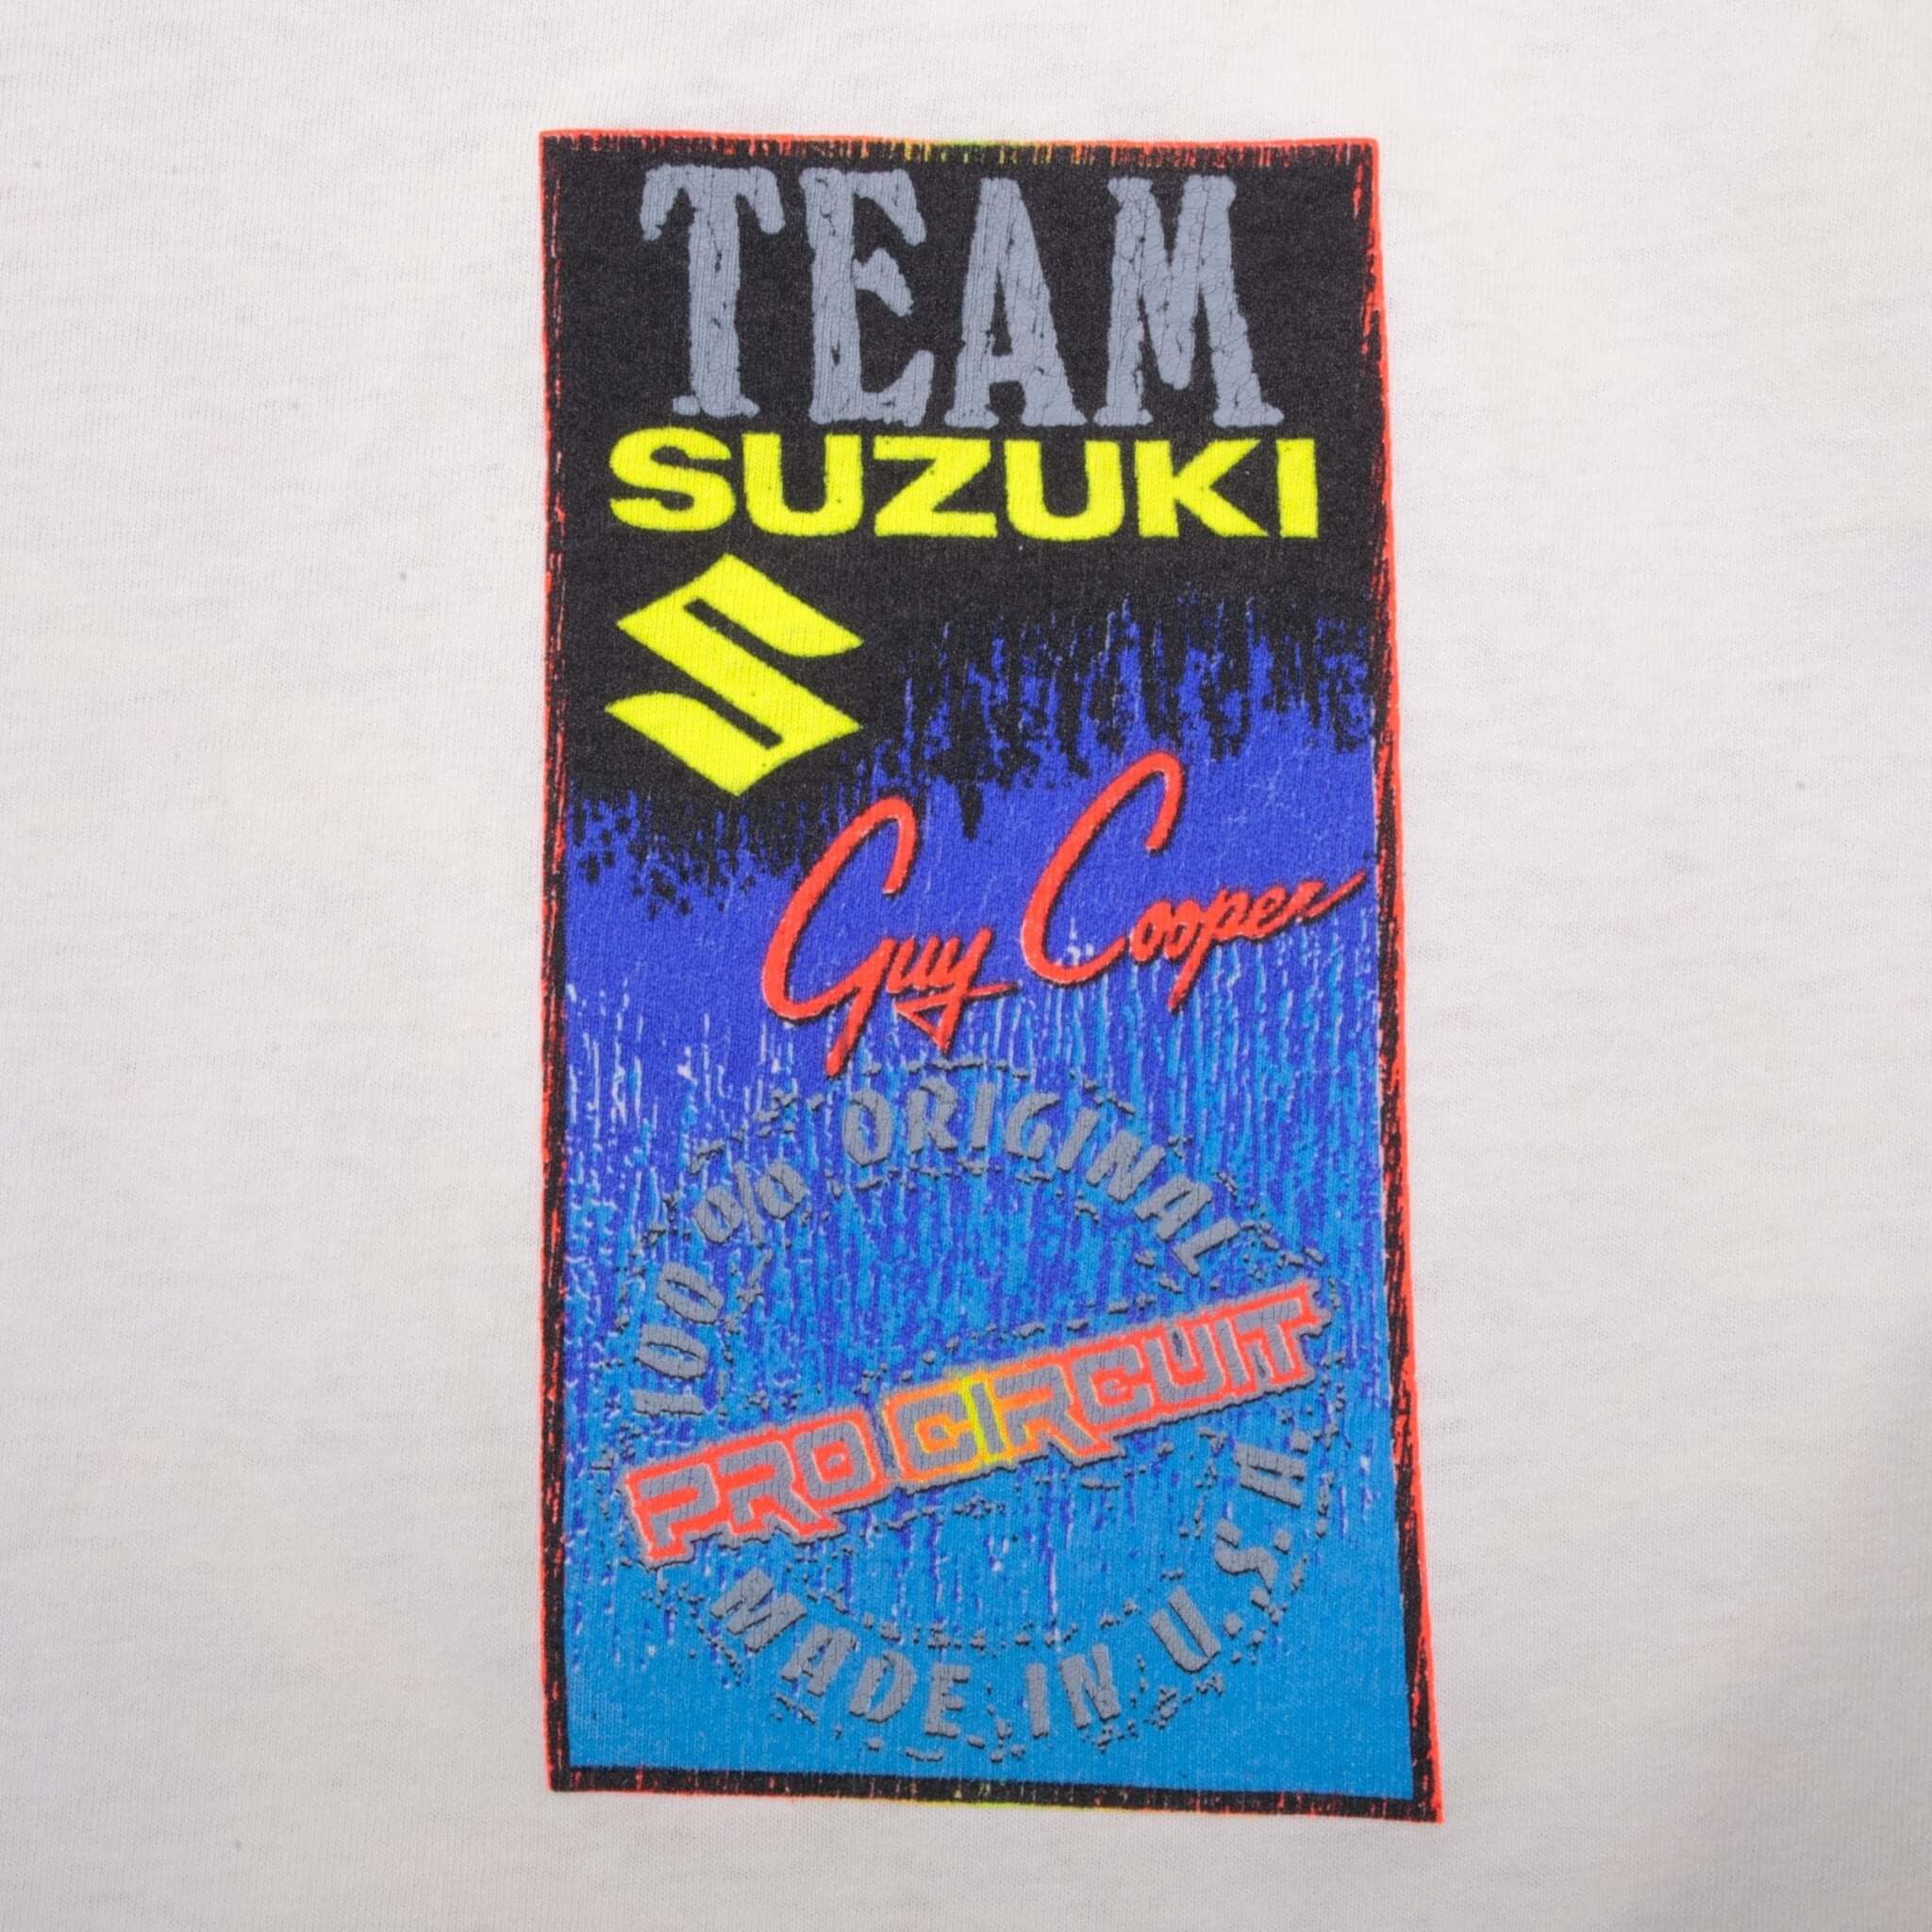 TEAM
SUZUKI
Guy Cooper
100 % ORIGINAL
PRO CIRCUIT
MADE IN U.S.A.